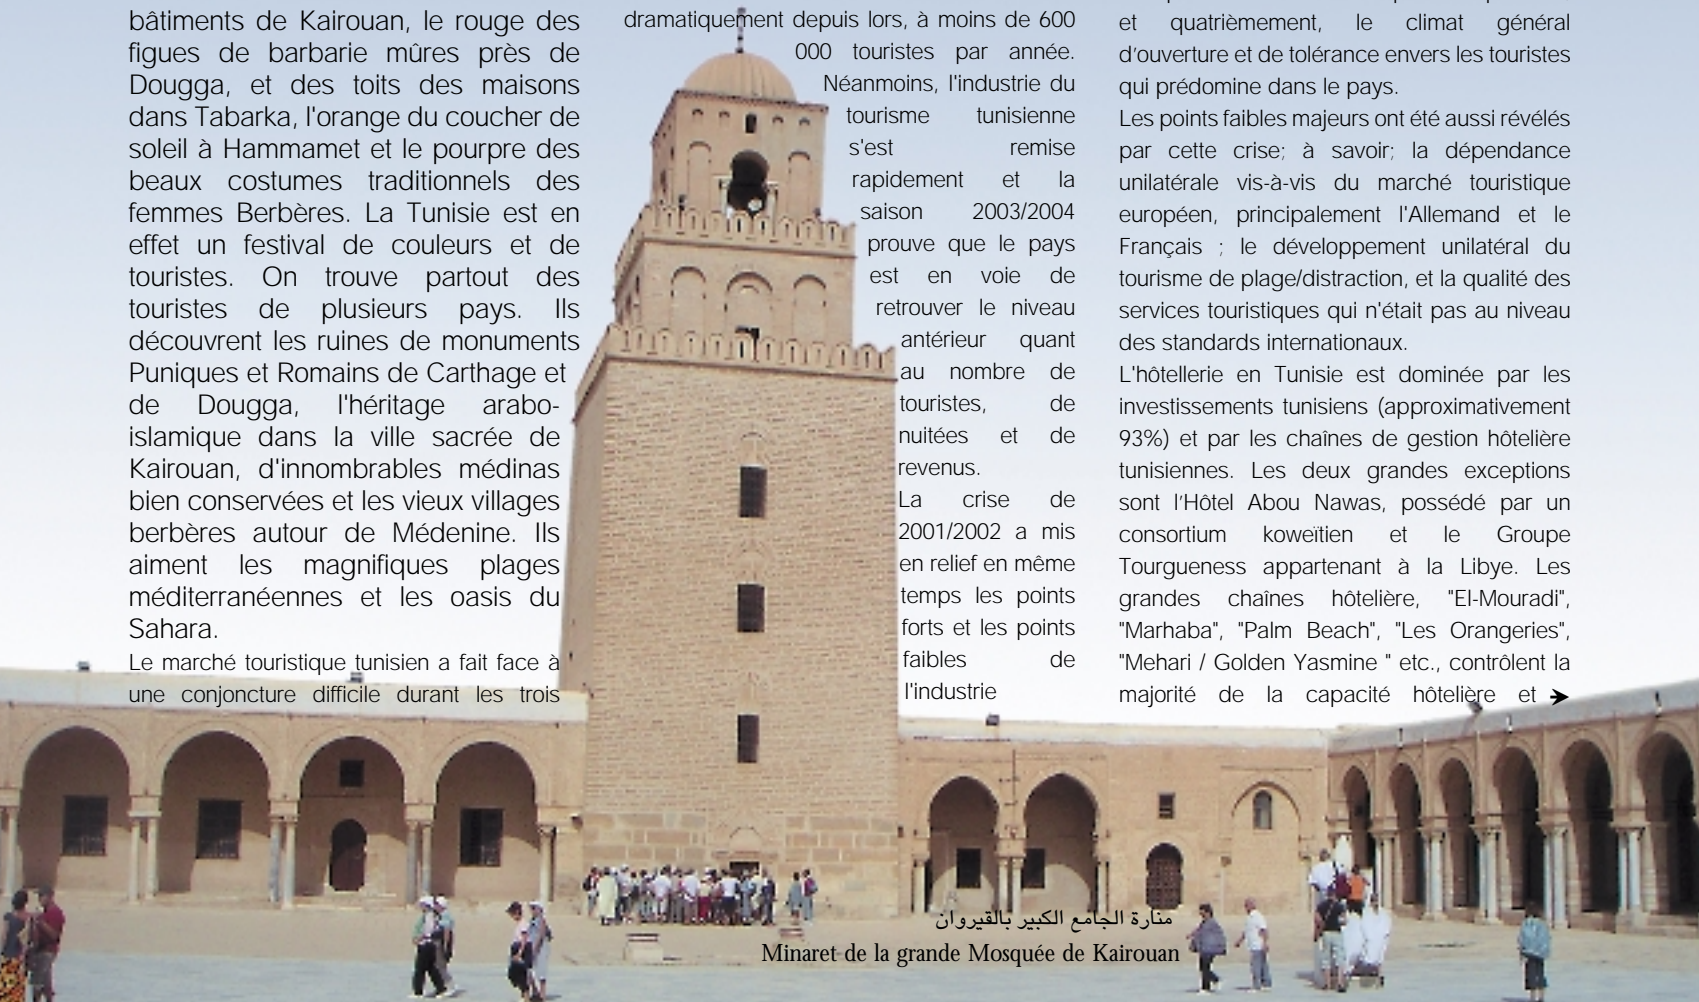 bâtiments de Kairouan, le rouge des
figues de barbarie mûres près de
Dougga, et des toits des maisons
dans Tabarka, l'orange du coucher de
soleil à Hammamet et le pourpre des
beaux costumes traditionnels des
femmes Berbères. La Tunisie est en
effet un festival de couleurs et de
touristes. On trouve partout des
touristes de plusieurs pays. Ils
découvrent les ruines de monuments
Puniques et Romains de Carthage et
de Dougga, l'héritage arabo-
islamique dans la ville sacrée de
Kairouan, d'innombrables médinas
bien conservées et les vieux villages
berbères autour de Médenine. Ils
aiment les magnifiques plages
méditerranéennes et les oasis du
Sahara.
Le marché touristique tunisien a fait face à
une conjoncture difficile durant les trois
dramatiquement depuis lors, à moins de 600
000 touristes par année.
Néanmoins, l'industrie du
tourisme tunisienne
s'est remise
rapidement et la
saison 2003/2004
prouve que le pays
est en voie de
retrouver le niveau
antérieur quant
au nombre de
touristes, de
nuitées et de
revenus.
La crise de
2001/2002 a mis
en relief en même
temps les points
forts et les points
faibles de
l'industrie
et quatrièmement, le climat général
d'ouverture et de tolérance envers les touristes
qui prédomine dans le pays.
Les points faibles majeurs ont été aussi révélés
par cette crise; à savoir; la dépendance
unilatérale vis-à-vis du marché touristique
européen, principalement l'Allemand et le
Français ; le développement unilatéral du
tourisme de plage/distraction, et la qualité des
services touristiques qui n'était pas au niveau
des standards internationaux.
L'hôtellerie en Tunisie est dominée par les
investissements tunisiens (approximativement
93%) et par les chaînes de gestion hôtelière
tunisiennes. Les deux grandes exceptions
sont l'Hôtel Abou Nawas, possédé par un
consortium koweïtien et le Groupe
Tourgueness appartenant à la Libye. Les
grandes chaînes hôtelière, "El-Mouradi",
"Marhaba", "Palm Beach", "Les Orangeries",
"Mehari / Golden Yasmine " etc., contrôlent la
majorité de la capacité hôtelière et ➔
منارة الجامع الكبير بالقيروان
Minaret de la grande Mosquée de Kairouan